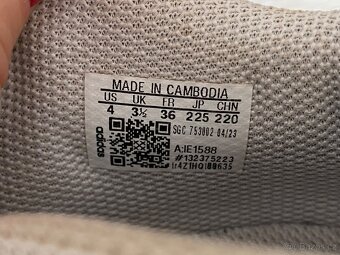 MADE IN CAMBODIA
US UK FR JP CHN
4 3½ 36 225 220
SGC 753002 04/23
adidas
A:IE1588
#132375223